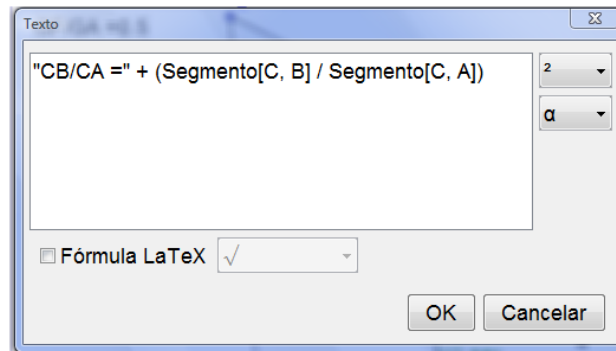 Texto
"CB/CA =" + (Segmento[C, B] / Segmento[C, A])
²
α
Fórmula LaTeX √
OK Cancelar